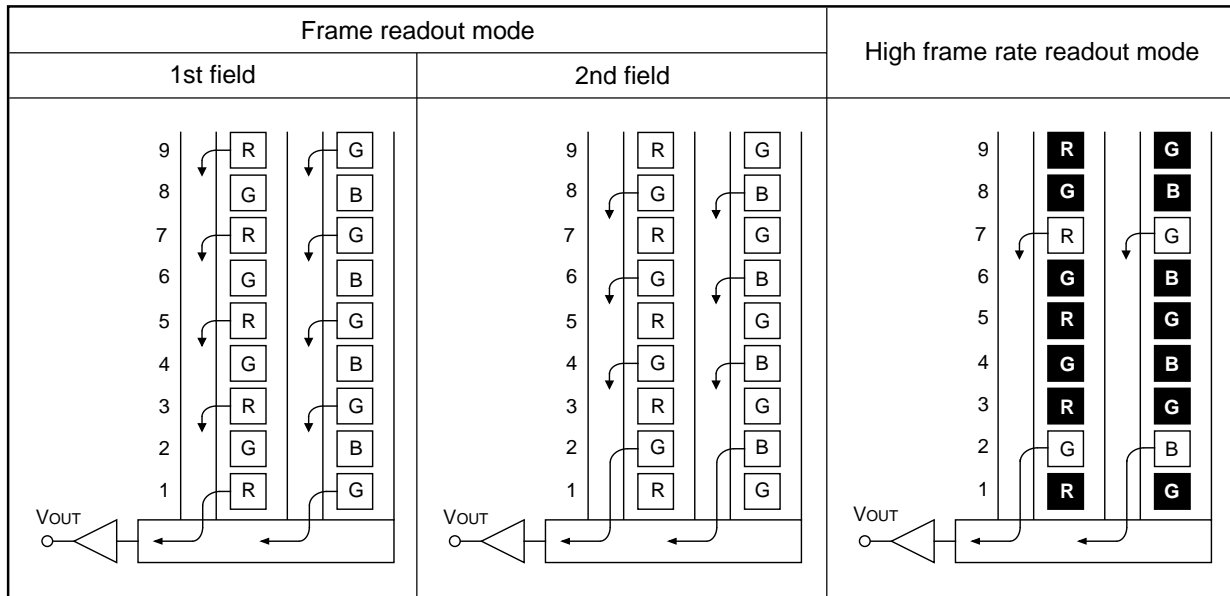 Frame readout mode
High frame rate readout mode
1st field
2nd field
9 R G
8 G B
7 R G
6 G B
5 R G
4 G B
3 R G
2 G B
1 R G
VOUT
9 R G
8 G B
7 R G
6 G B
5 R G
4 G B
3 R G
2 G B
1 R G
VOUT
9 R G
8 G B
7 R G
6 G B
5 R G
4 G B
3 R G
2 G B
1 R G
VOUT